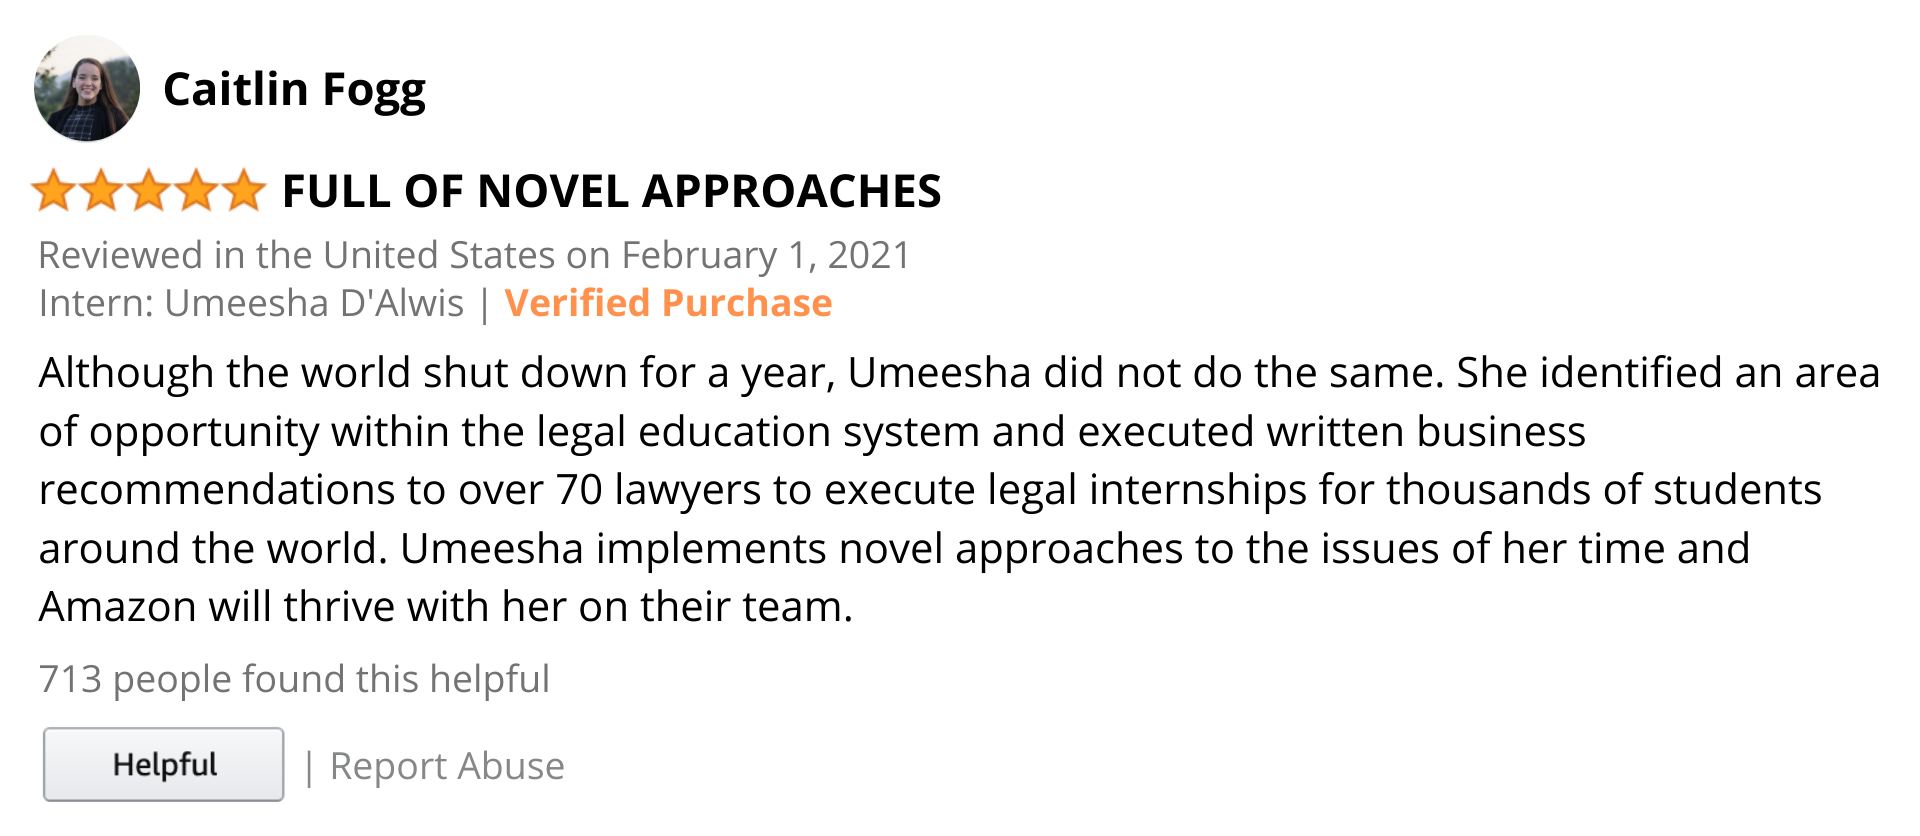 Caitlin Fogg
FULL OF NOVEL APPROACHES
Reviewed in the United States on February 1, 2021
Intern: Umeesha D'Alwis | Verified Purchase
Although the world shut down for a year, Umeesha did not do the same. She identified an area
of opportunity within the legal education system and executed written business
recommendations to over 70 lawyers to execute legal internships for thousands of students
around the world. Umeesha implements novel approaches to the issues of her time and
Amazon will thrive with her on their team.
713 people found this helpful
Helpful | Report Abuse